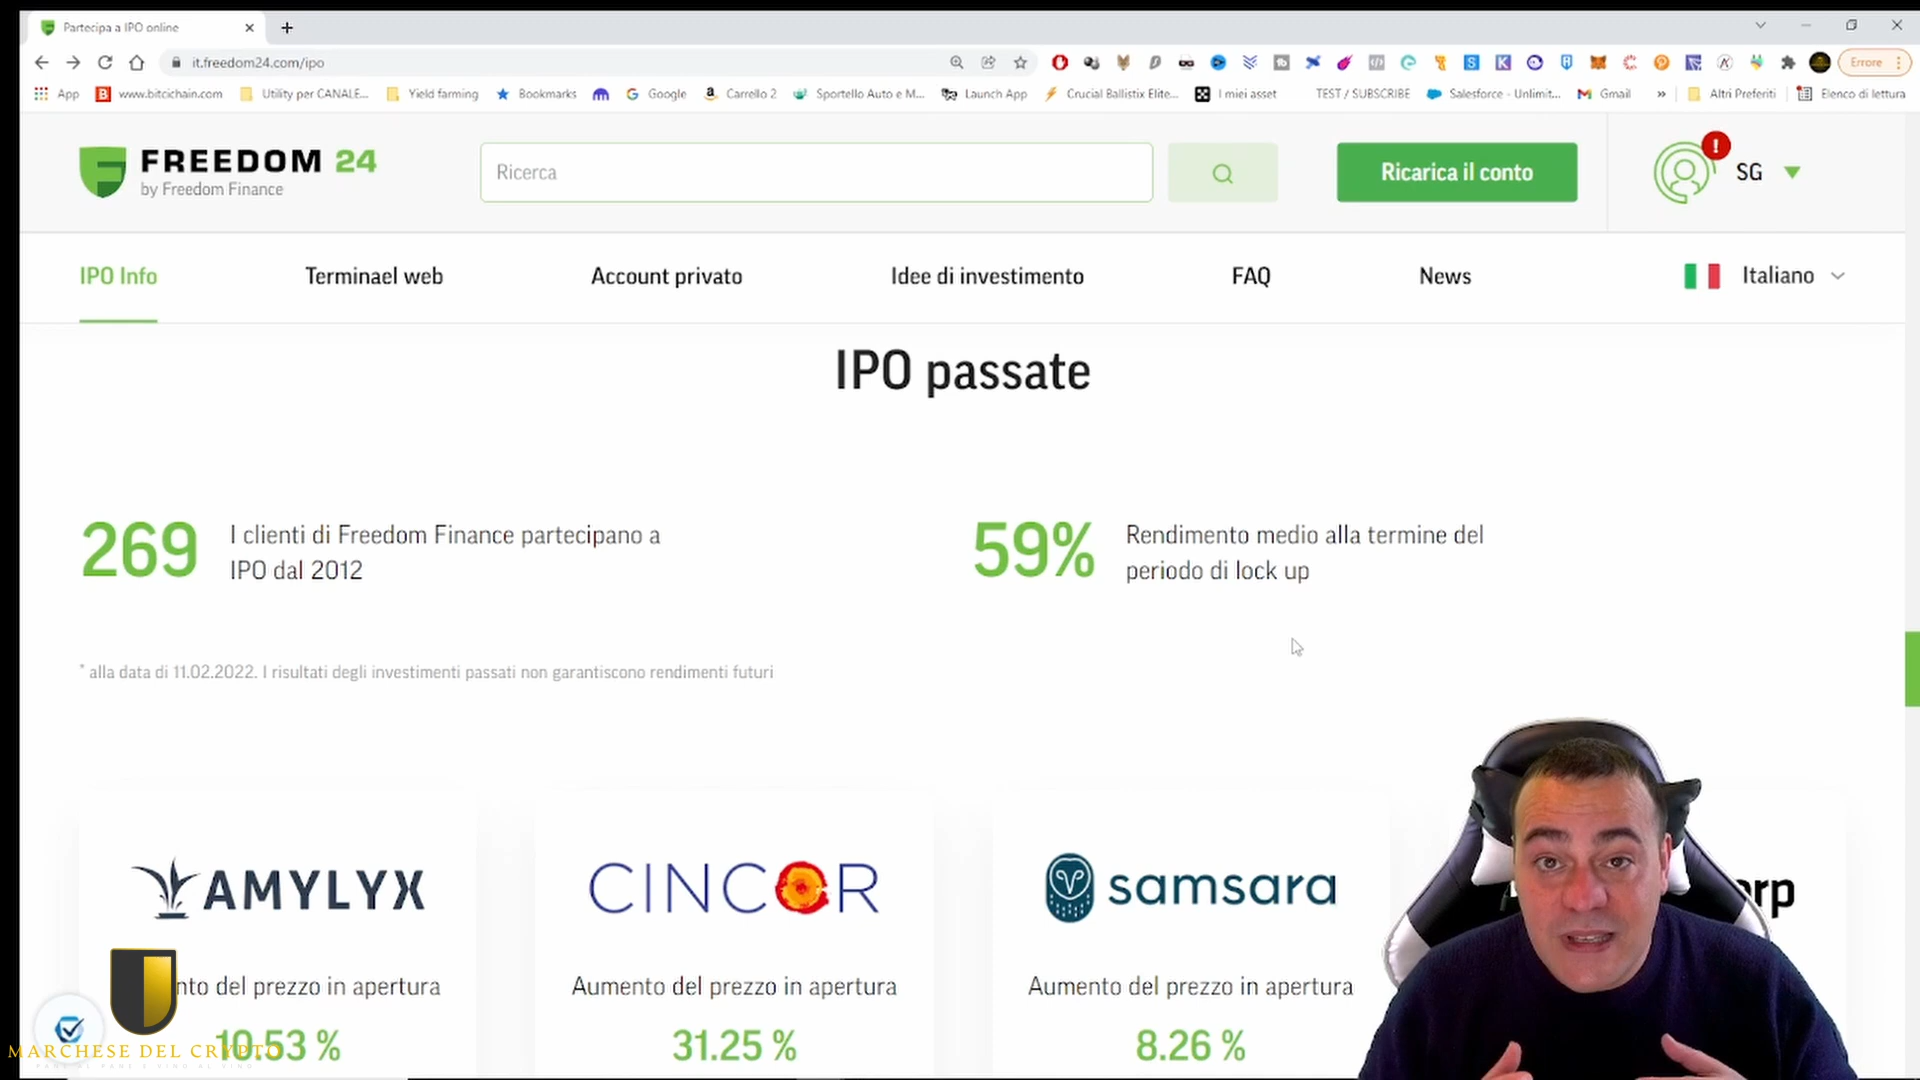 Partecipa a IPO online
it.freedom24.com/ipo
Errore
App
www.bitcichain.com
Utility per CANALE...
Yield farming
Bookmarks
Google
Carrello 2
Sportello Auto e M...
Launch App
Crucial Ballistix Elite...
I miei asset
TEST / SUBSCRIBE
Salesforce - Unlimit...
Gmail
»
Altri Preferiti
Elenco di lettura
FREEDOM 24
by Freedom Finance
Ricerca
Ricarica il conto
!
SG
IPO Info
Terminael web
Account privato
Idee di investimento
FAQ
News
Italiano
IPO passate
269
I clienti di Freedom Finance partecipano a
IPO dal 2012
59%
Rendimento medio alla termine del
periodo di lock up
* alla data di 11.02.2022. I risultati degli investimenti passati non garantiscono rendimenti futuri
AMYLYX
CINCOR
samsara
nto del prezzo in apertura
Aumento del prezzo in apertura
Aumento del prezzo in apertura
10.53 %
31.25 %
8.26 %
MARCHESE DEL CRYPTO
PANE AL PANE E VINO AL VINO